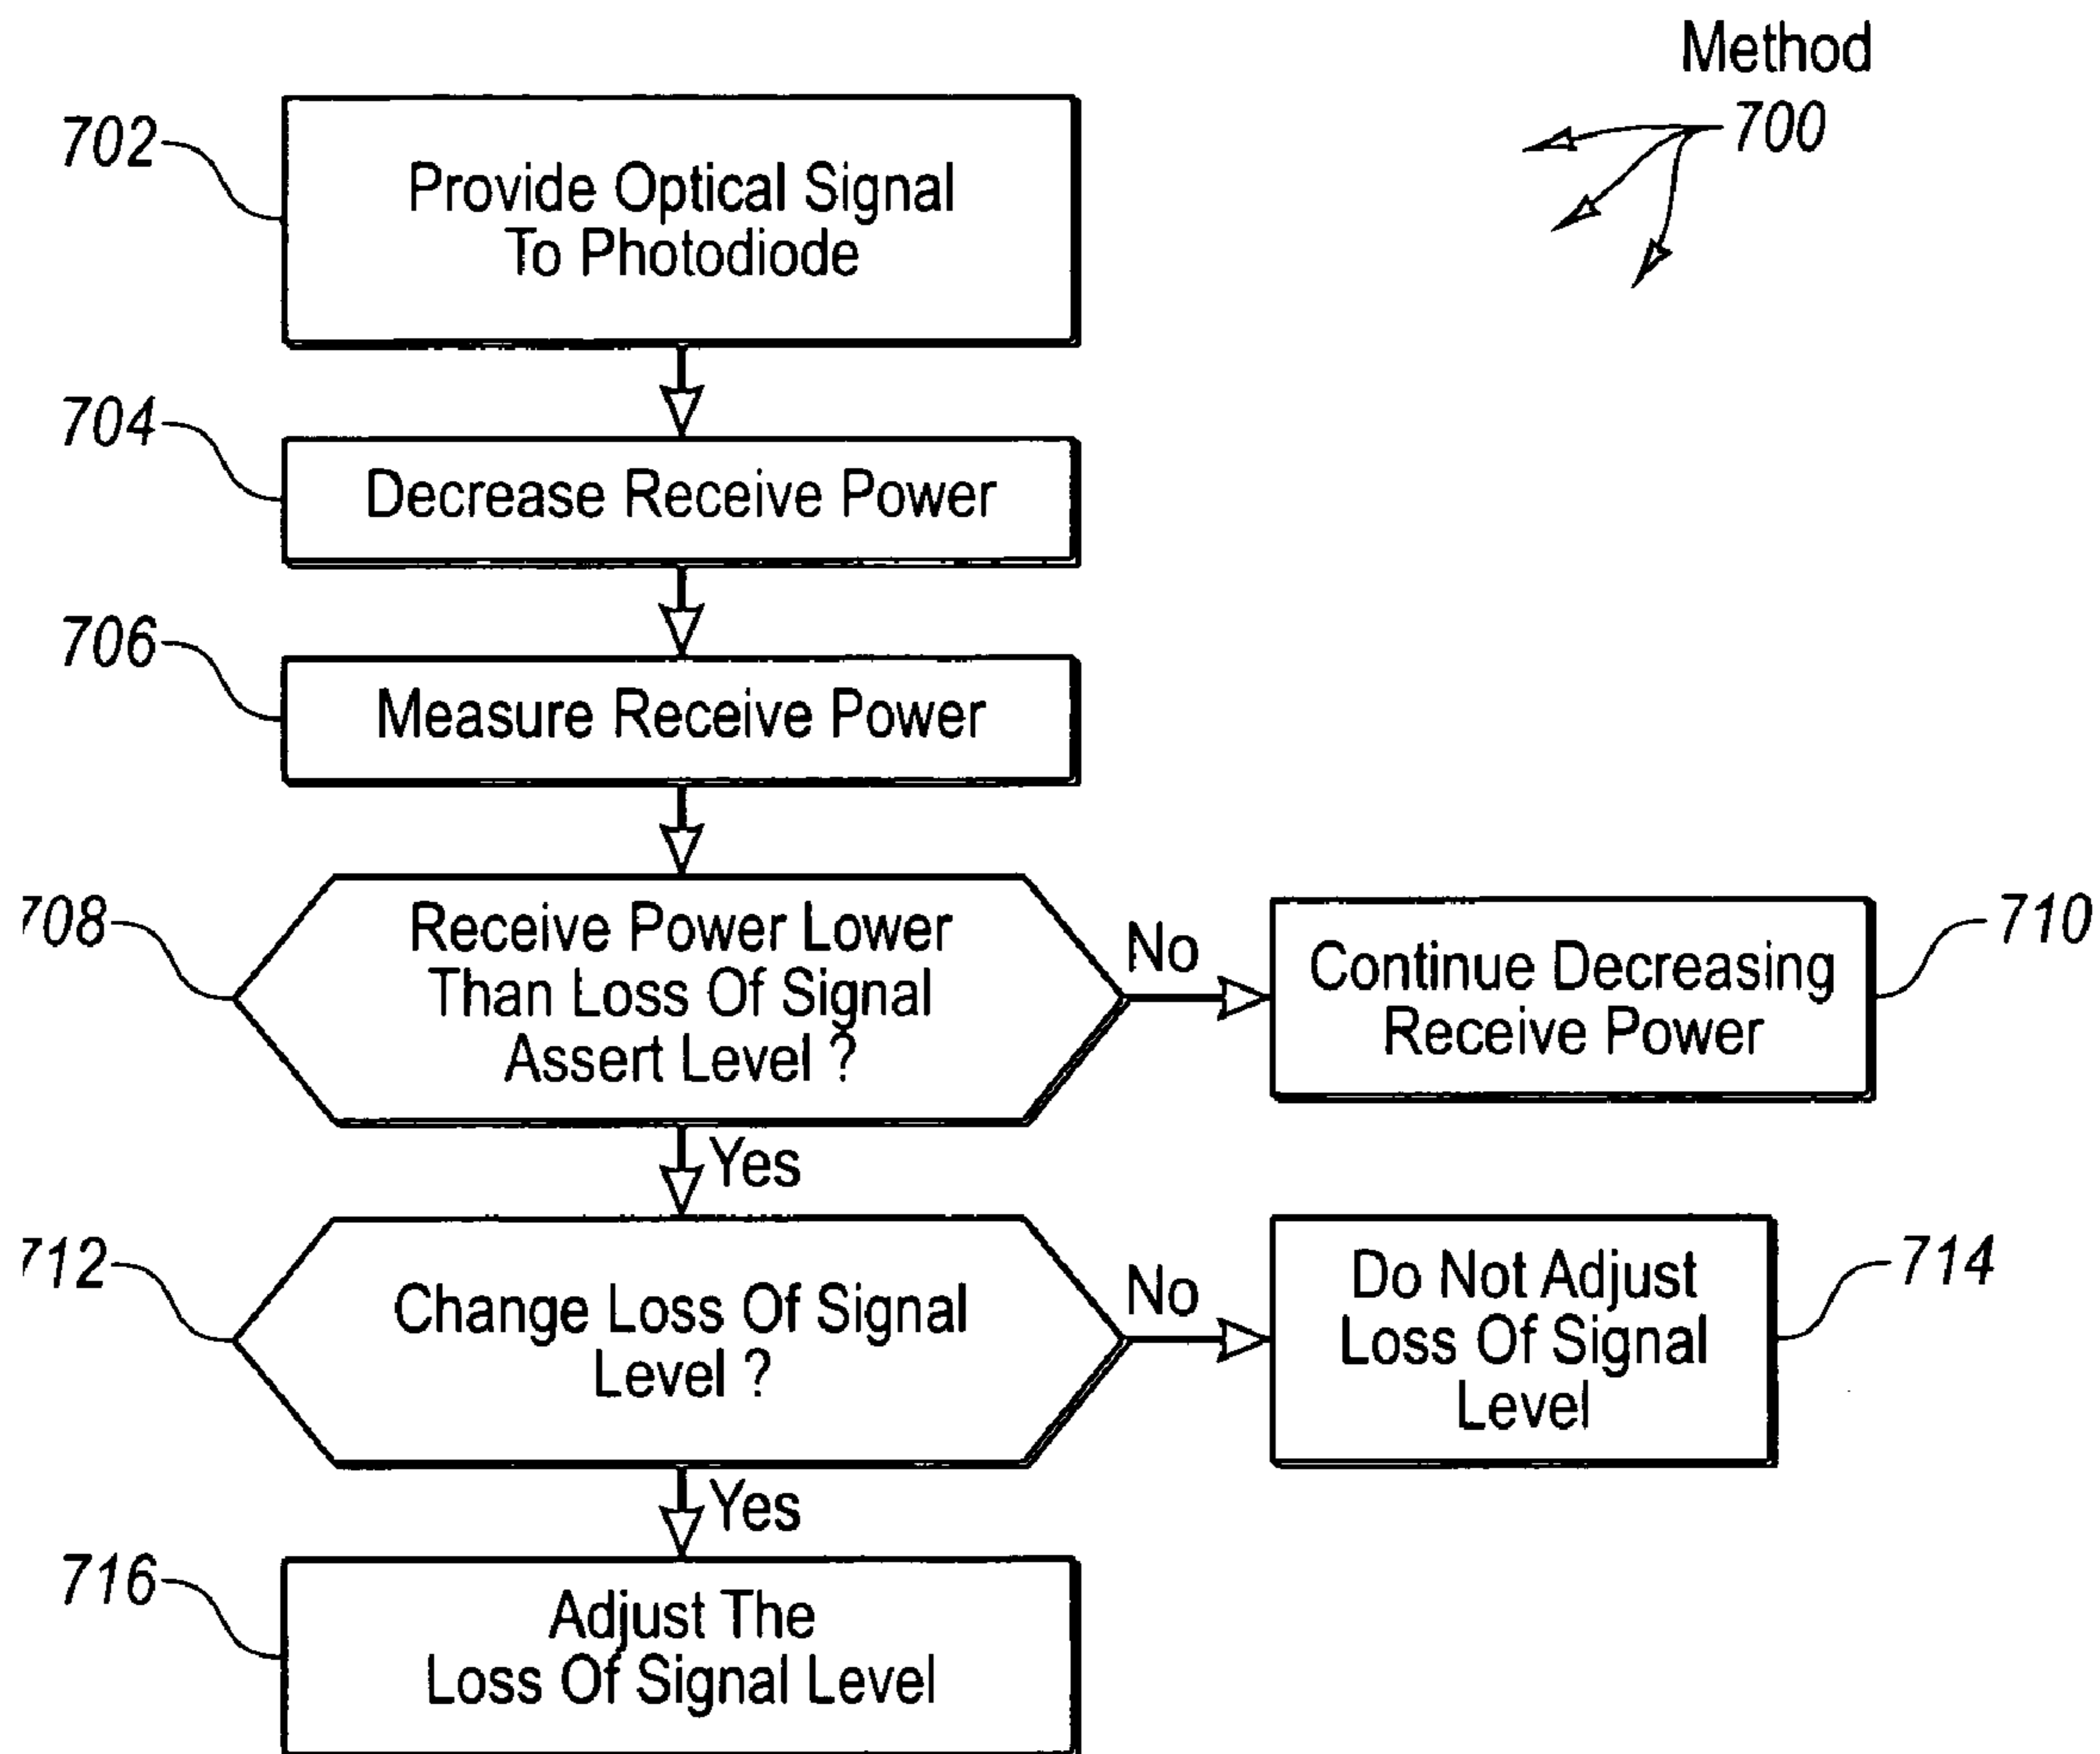 Method
700
702
Provide Optical Signal
To Photodiode
704
Decrease Receive Power
706
Measure Receive Power
708
Receive Power Lower
Than Loss Of Signal
Assert Level ?
No
Continue Decreasing
Receive Power
710
Yes
712
Change Loss Of Signal
Level ?
No
Do Not Adjust
Loss Of Signal
Level
714
Yes
716
Adjust The
Loss Of Signal Level